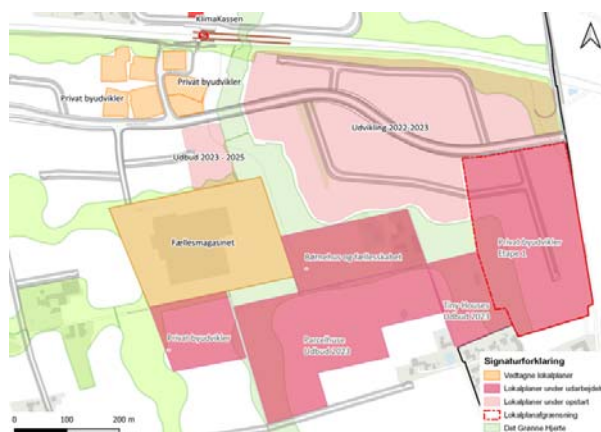 KlimaKassen
Privat byudvikler
Privat byudvikler
Udvikling 2022-2023
Udbud 2023 - 2025
Fællesmagasinet
Børnehus og fællesskabet
Privat byudvikler
Etape 1
Tiny Houses
Udbud 2023
Privat byudvikler
Parcelhuse
Udbud 2023
Signaturforklaring
Vedtagne lokalplaner
Lokalplaner under udarbejdelse
Lokalplaner under opstart
Lokalplanafgrænsning
Det Grønne Hjerte
0 100 200 m